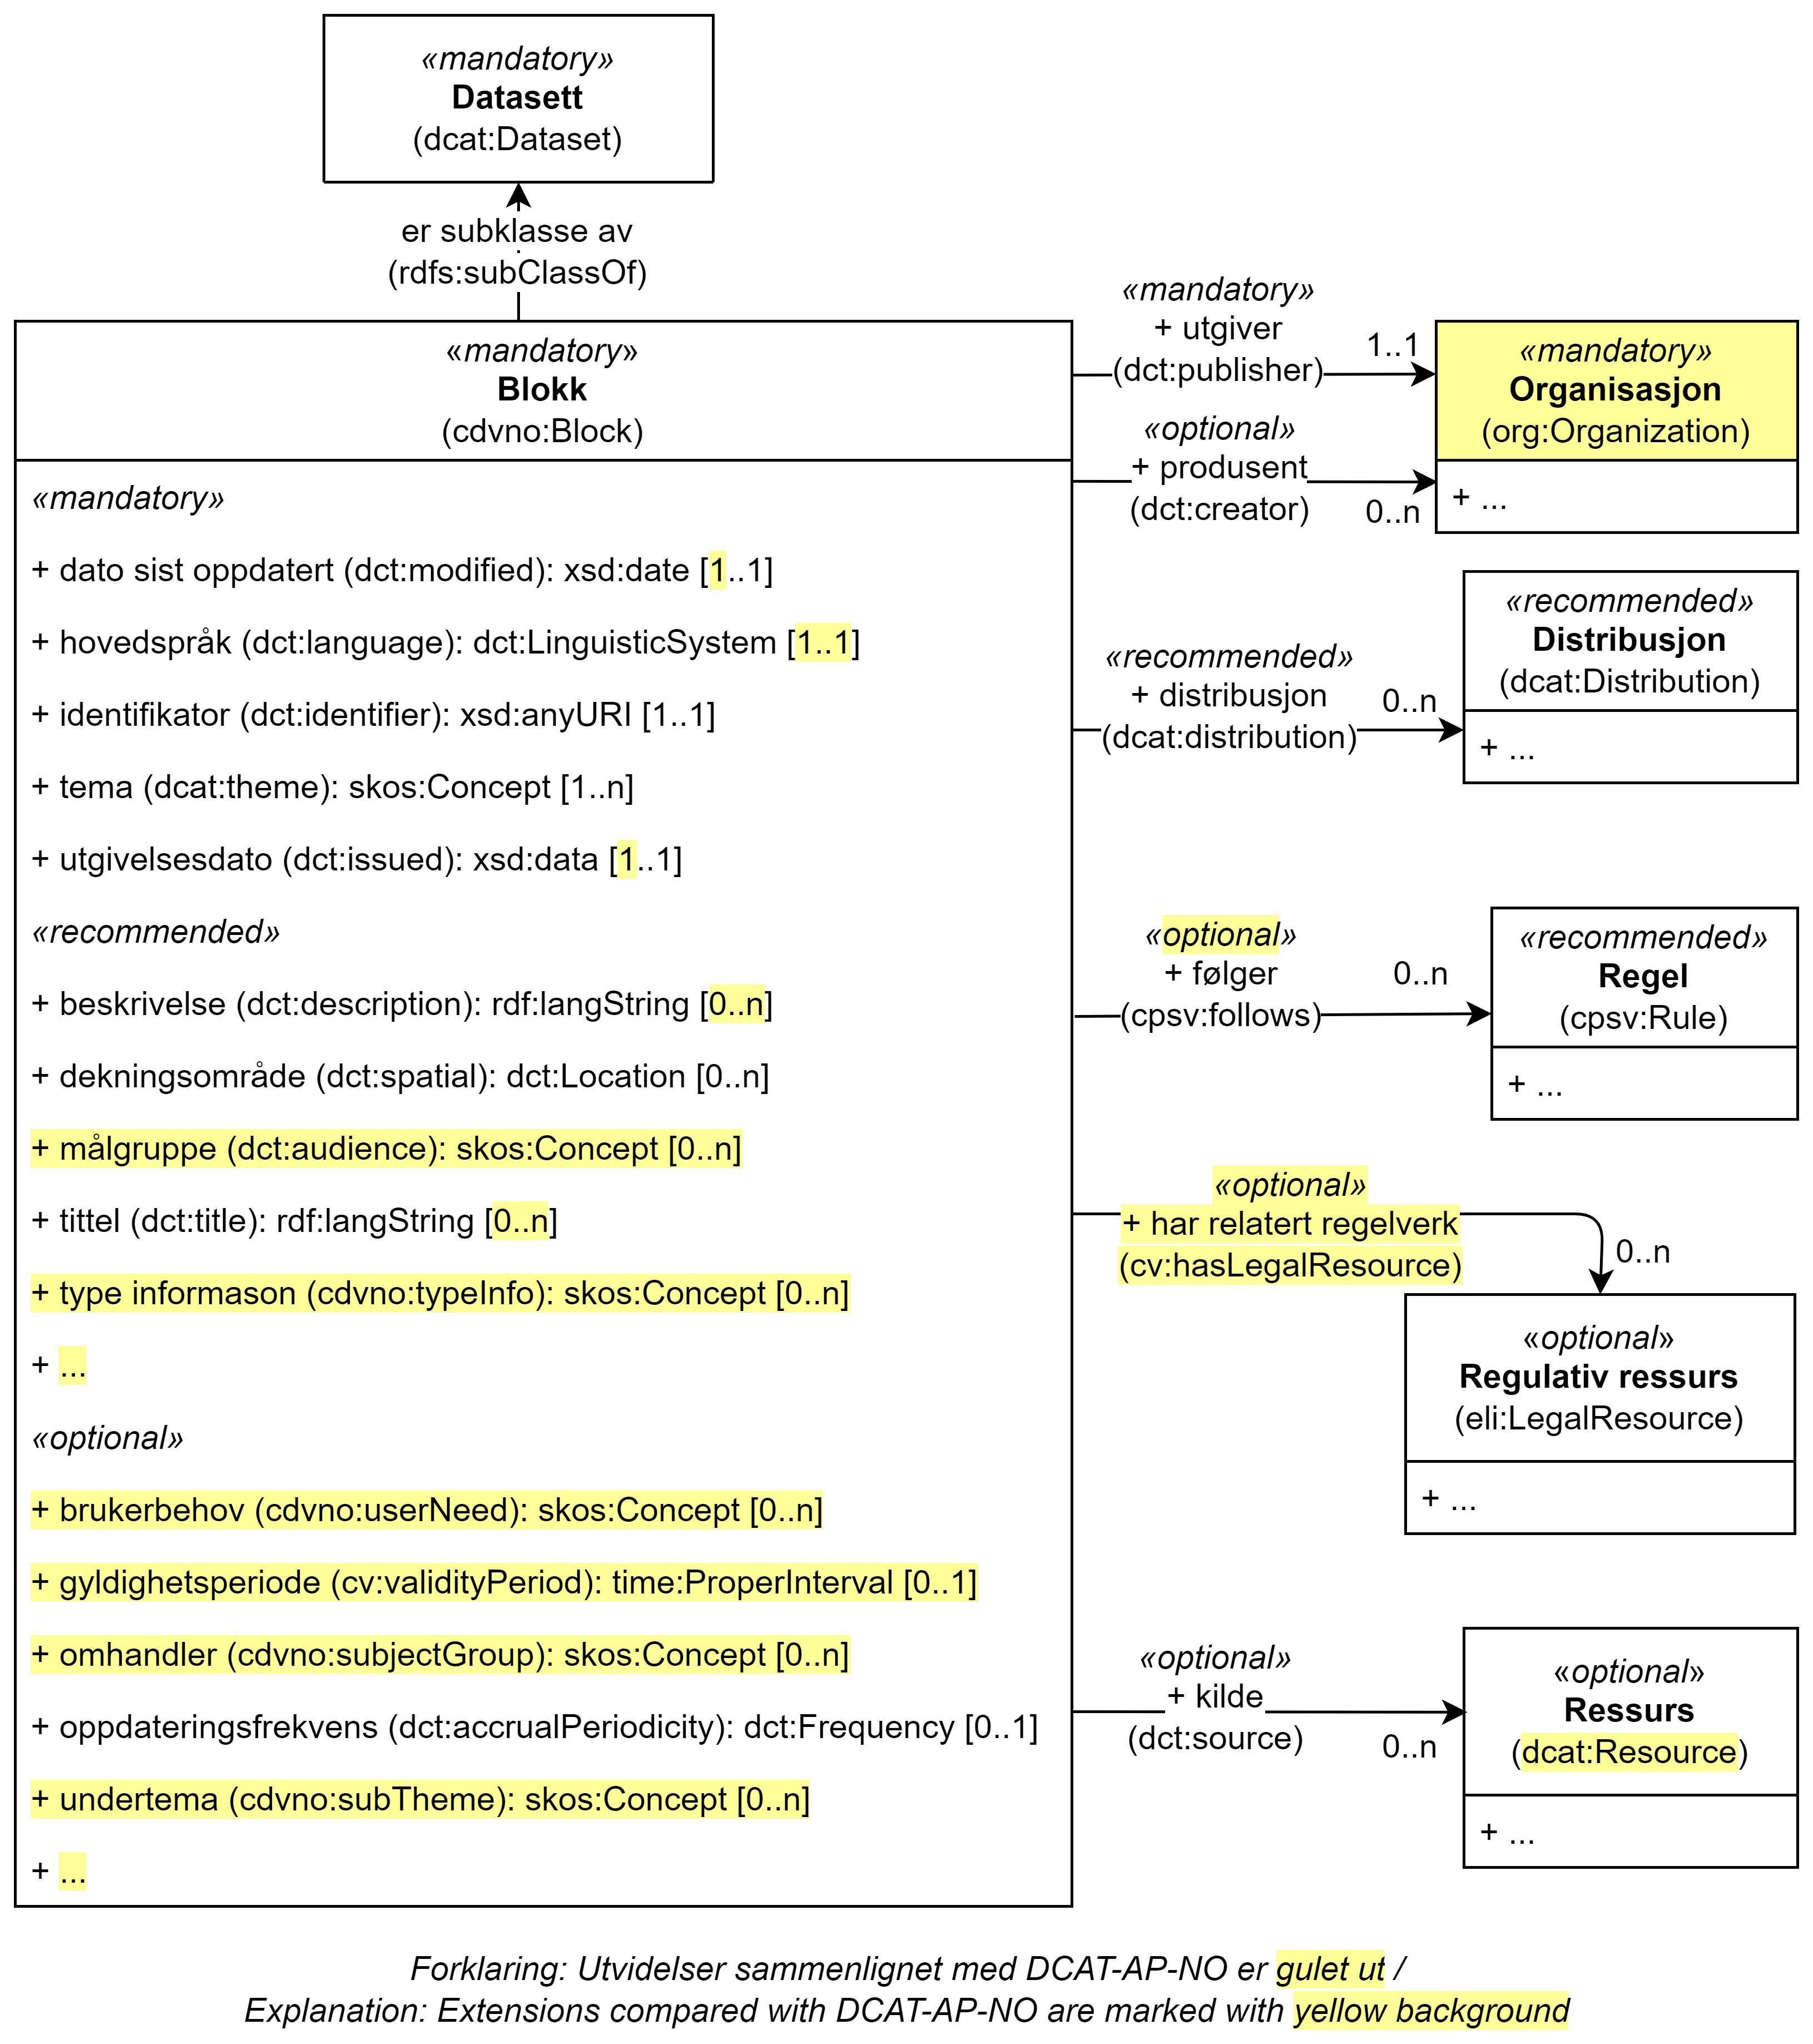 «mandatory»
Datasett
(dcat:Dataset)
er subklasse av
(rdfs:subClassOf)
«mandatory»
Blokk
(cdvno:Block)
«mandatory»
+ dato sist oppdatert (dct:modified): xsd:date [1..1]
+ hovedspråk (dct:language): dct:LinguisticSystem [1..1]
+ identifikator (dct:identifier): xsd:anyURI [1..1]
+ tema (dcat:theme): skos:Concept [1..n]
+ utgivelsesdato (dct:issued): xsd:data [1..1]
«recommended»
+ beskrivelse (dct:description): rdf:langString [0..n]
+ dekningsområde (dct:spatial): dct:Location [0..n]
+ målgruppe (dct:audience): skos:Concept [0..n]
+ tittel (dct:title): rdf:langString [0..n]
+ type informason (cdvno:typeInfo): skos:Concept [0..n]
+ ...
«optional»
+ brukerbehov (cdvno:userNeed): skos:Concept [0..n]
+ gyldighetsperiode (cv:validityPeriod): time:ProperInterval [0..1]
+ omhandler (cdvno:subjectGroup): skos:Concept [0..n]
+ oppdateringsfrekvens (dct:accrualPeriodicity): dct:Frequency [0..1]
+ undertema (cdvno:subTheme): skos:Concept [0..n]
+ ...
«mandatory»
+ utgiver
(dct:publisher)
1..1
«optional»
+ produsent
(dct:creator)
0..n
«mandatory»
Organisasjon
(org:Organization)
+ ...
«recommended»
+ distribusjon
(dcat:distribution)
0..n
«recommended»
Distribusjon
(dcat:Distribution)
+ ...
«optional»
+ følger
(cpsv:follows)
0..n
«recommended»
Regel
(cpsv:Rule)
+ ...
«optional»
+ har relatert regelverk
(cv:hasLegalResource)
0..n
«optional»
Regulativ ressurs
(eli:LegalResource)
+ ...
«optional»
+ kilde
(dct:source)
0..n
«optional»
Ressurs
(dcat:Resource)
+ ...
Forklaring: Utvidelser sammenlignet med DCAT-AP-NO er gulet ut /
Explanation: Extensions compared with DCAT-AP-NO are marked with yellow background